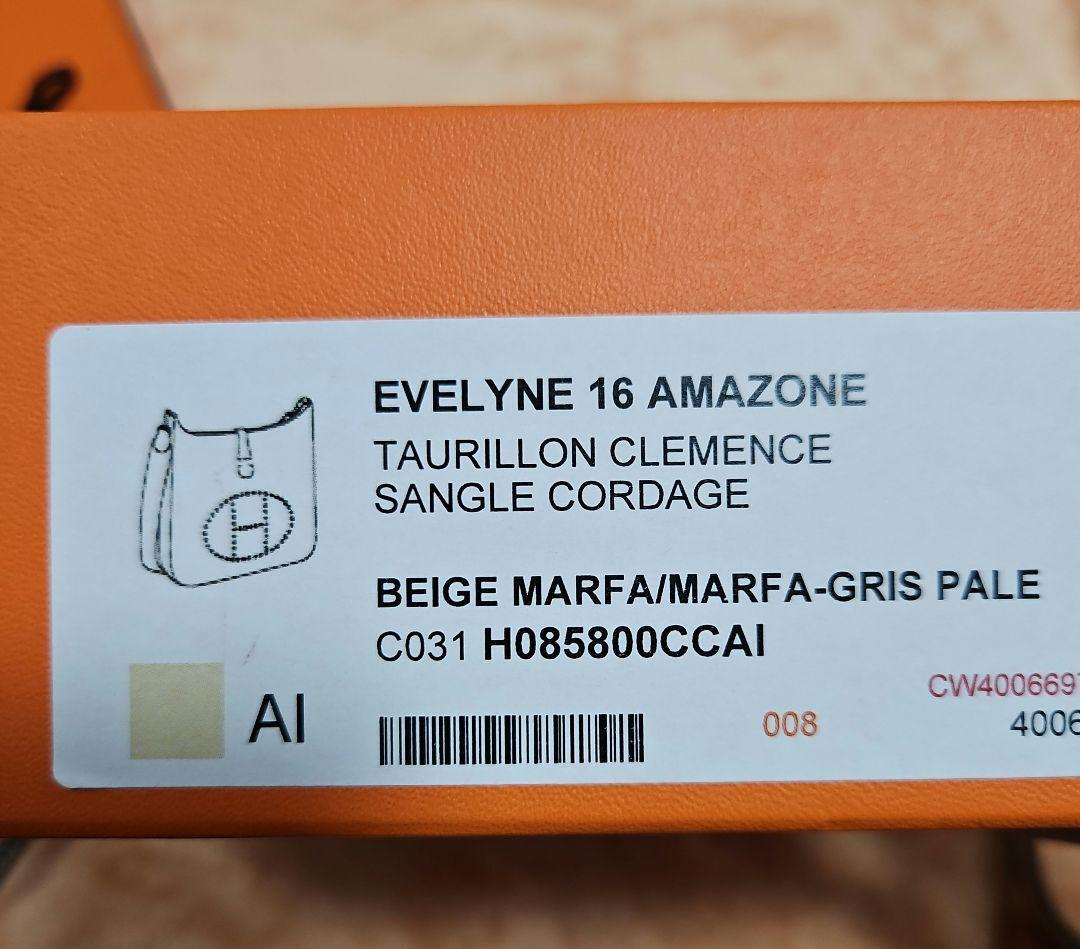 EVELYNE 16 AMAZONE
TAURILLON CLEMENCE
SANGLE CORDAGE
BEIGE MARFA/MARFA-GRIS PALE
C031 H085800CCAI
AI
008